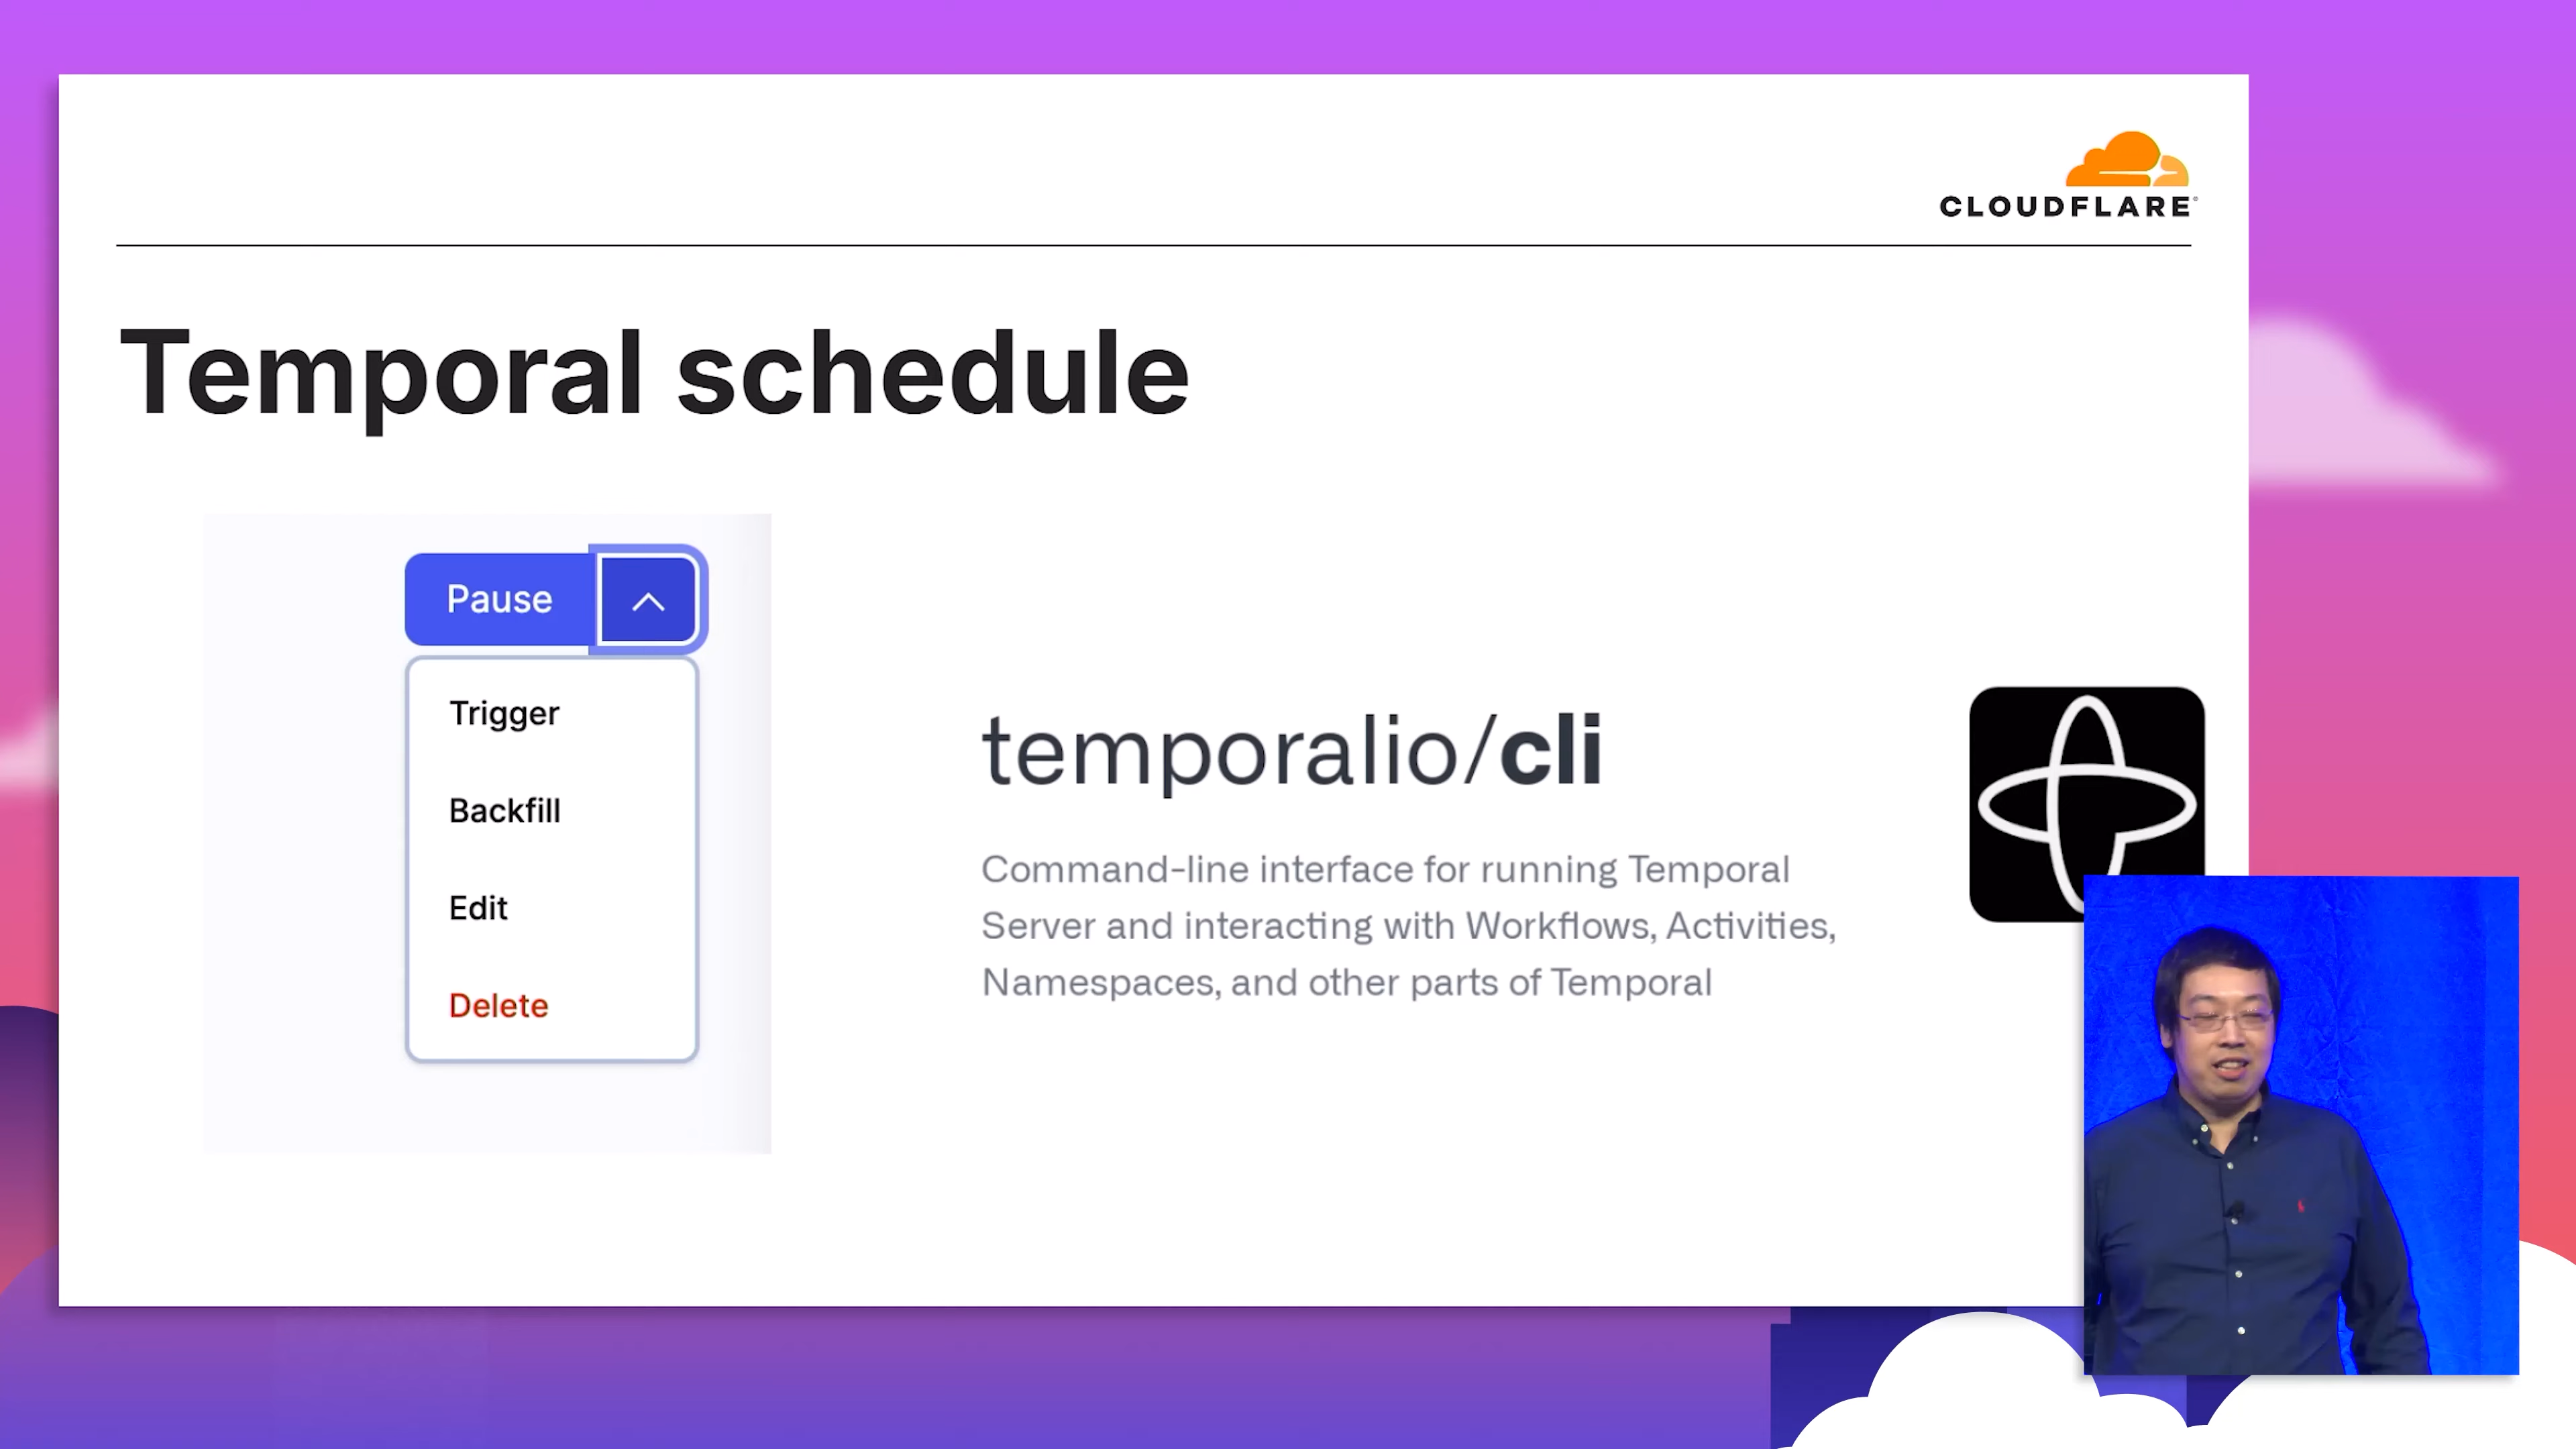 CLOUDFLARE
Temporal schedule
Pause
Trigger
Backfill
Edit
Delete
temporalio/cli
Command-line interface for running Temporal
Server and interacting with Workflows, Activities,
Namespaces, and other parts of Temporal